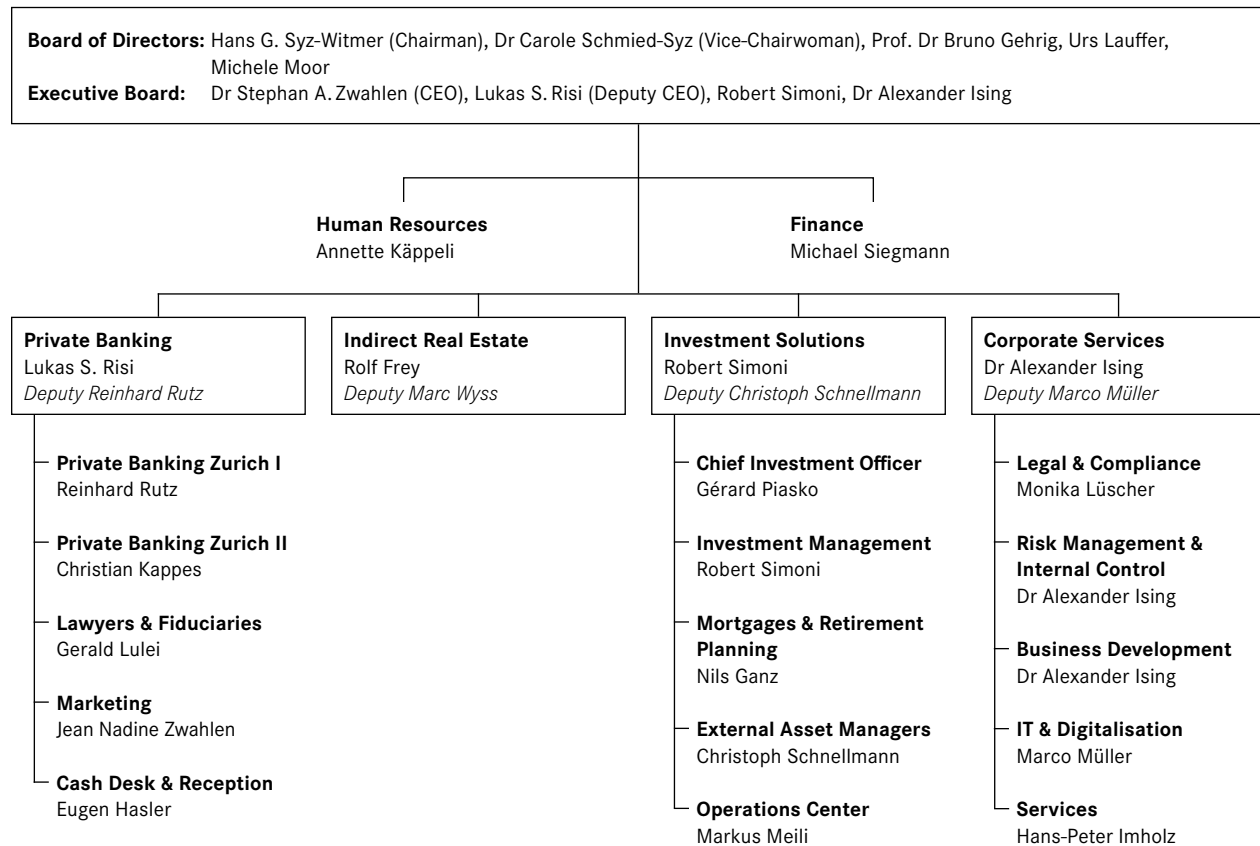 Board of Directors: Hans G. Syz-Witmer (Chairman), Dr Carole Schmied-Syz (Vice-Chairwoman), Prof. Dr Bruno Gehrig, Urs Lauffer,
Michele Moor
Executive Board: Dr Stephan A. Zwahlen (CEO), Lukas S. Risi (Deputy CEO), Robert Simoni, Dr Alexander Ising
Human Resources
Annette Käppeli
Finance
Michael Siegmann
Private Banking
Lukas S. Risi
Deputy Reinhard Rutz
Indirect Real Estate
Rolf Frey
Deputy Marc Wyss
Investment Solutions
Robert Simoni
Deputy Christoph Schnellmann
Corporate Services
Dr Alexander Ising
Deputy Marco Müller
Private Banking Zurich I
Reinhard Rutz
Private Banking Zurich II
Christian Kappes
Lawyers & Fiduciaries
Gerald Lulei
Marketing
Jean Nadine Zwahlen
Cash Desk & Reception
Eugen Hasler
Chief Investment Officer
Gérard Piasko
Investment Management
Robert Simoni
Mortgages & Retirement
Planning
Nils Ganz
External Asset Managers
Christoph Schnellmann
Operations Center
Markus Meili
Legal & Compliance
Monika Lüscher
Risk Management &
Internal Control
Dr Alexander Ising
Business Development
Dr Alexander Ising
IT & Digitalisation
Marco Müller
Services
Hans-Peter Imholz